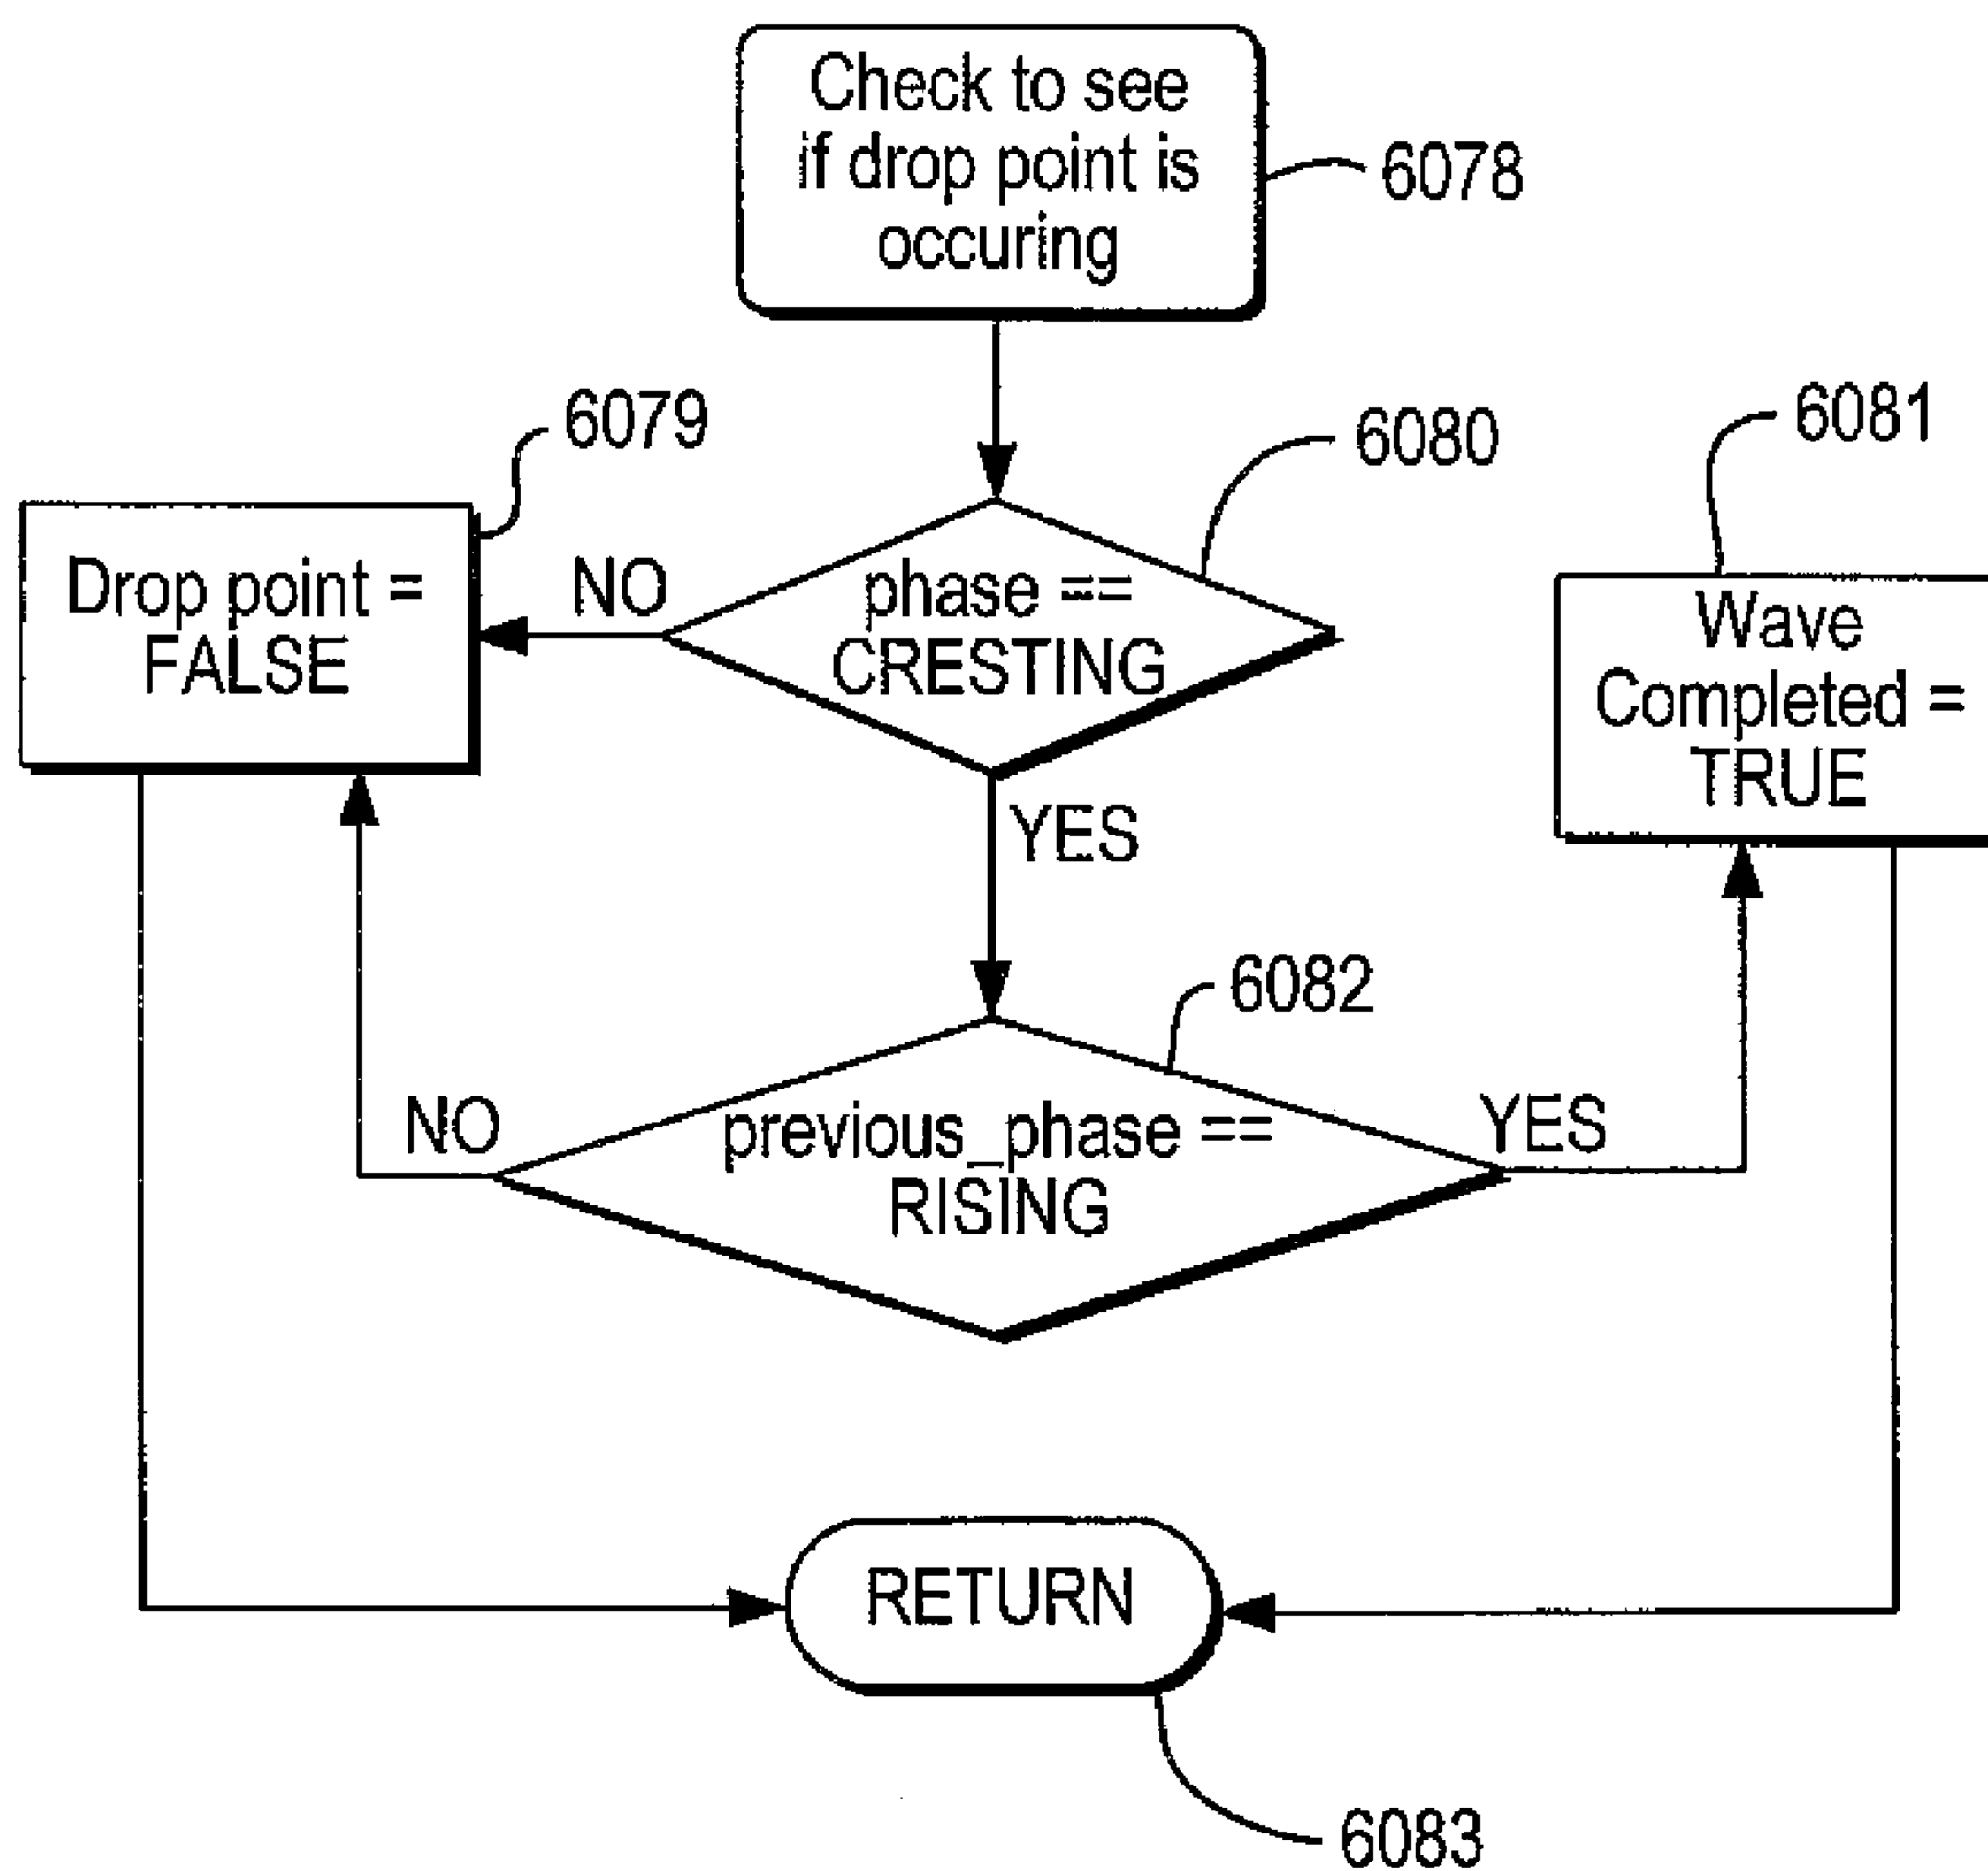 Check to see
if drop point is
occuring
6078
6079
6080
6081
Drop point =
FALSE
NO
phase ==
CRESTING
Wave
Completed =
TRUE
YES
6082
NO
previous_phase ==
RISING
YES
RETURN
6083